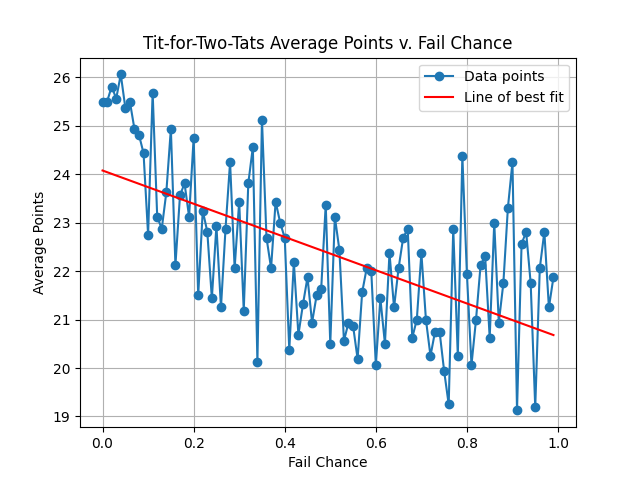 Tit-for-Two-Tats Average Points v. Fail Chance
Data points
Line of best fit
Average Points
26
25
24
23
22
21
20
19
0.0 0.2 0.4 0.6 0.8 1.0
Fail Chance